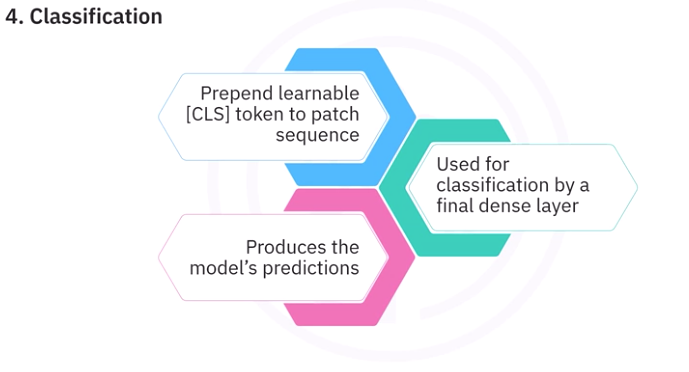 4. Classification
Prepend learnable
[CLS] token to patch
sequence
Used for
classification by a
final dense layer
Produces the
model’s predictions